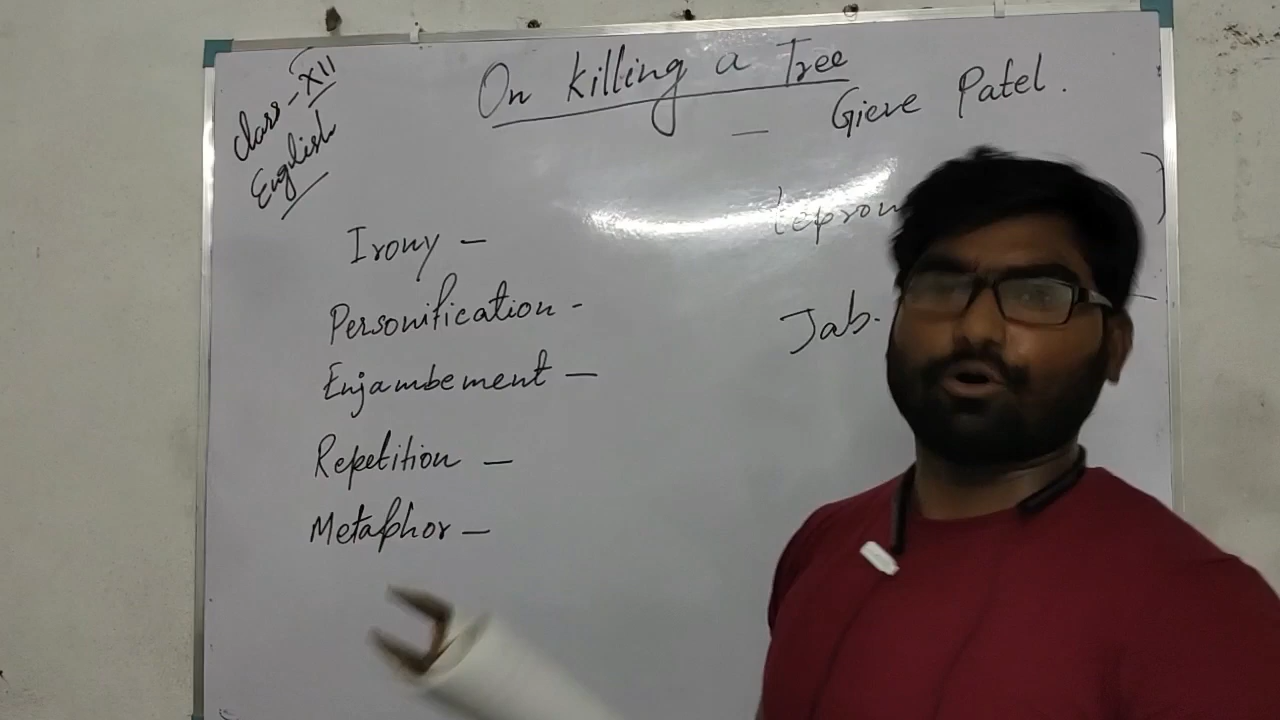 Class - XII
English
On Killing a Tree
— Gieve Patel.
Irony —
Personification -
Enjambement —
Repetition —
Metaphor —
Jab.